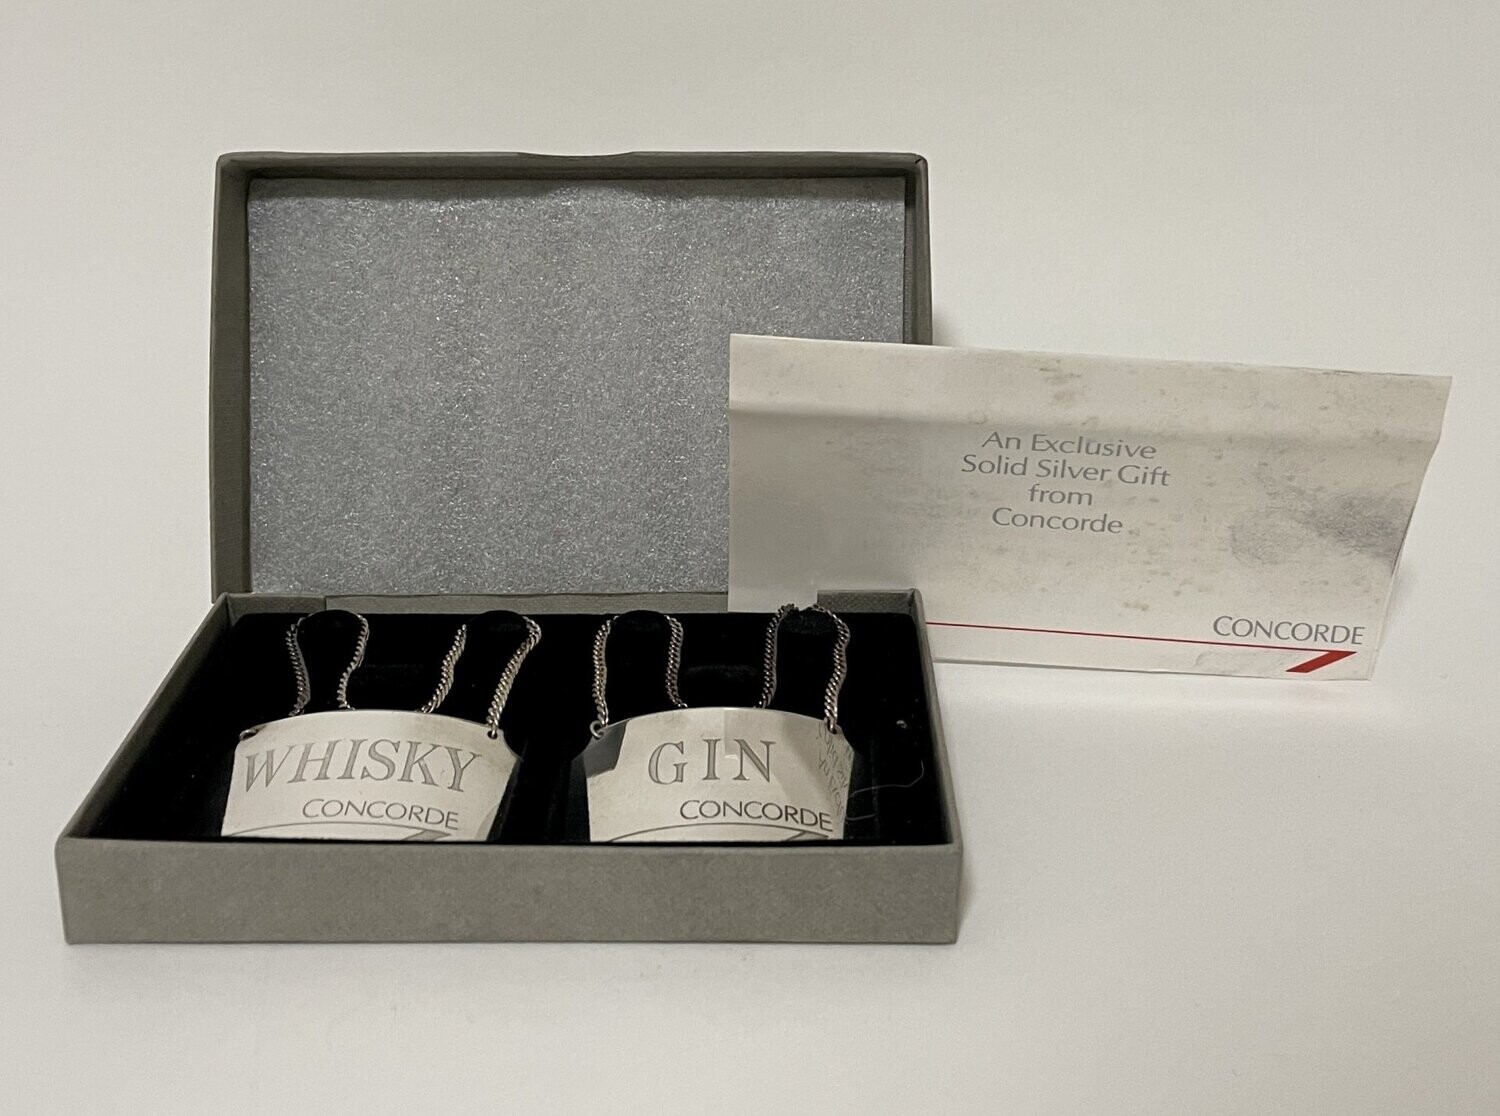 An Exclusive
Solid Silver Gift
from
Concorde
CONCORDE
WHISKY
CONCORDE
GIN
CONCORDE